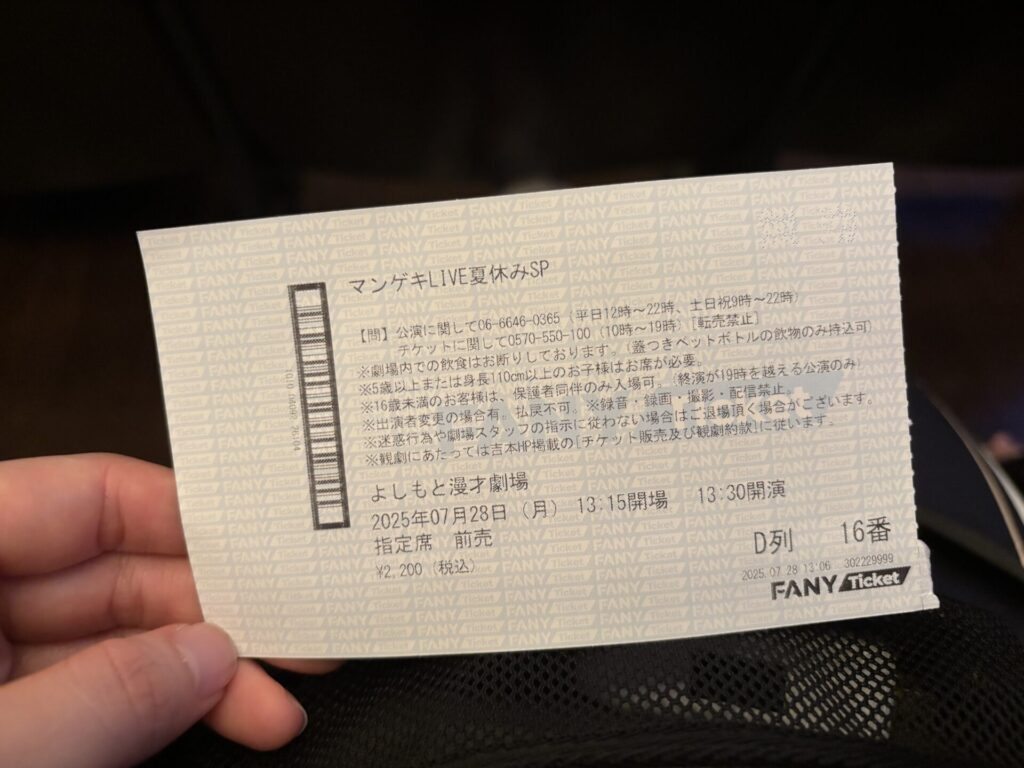 マンゲキLIVE夏休みSP
【問】公演に関して06-6646-0365（平日12時～22時、土日祝9時～22時）
チケットに関して0570-550-100（10時～19時）[転売禁止]
※劇場内での飲食はお断りしております。（蓋つきペットボトルの飲物のみ持込可）
※5歳以上または身長110cm以上のお子様はお席が必要。
※16歳未満のお客様は、保護者同伴のみ入場可。（終演が19時を越える公演のみ）
※出演者変更の場合有。払戻不可。※録音・録画・撮影・配信禁止。
※迷惑行為や劇場スタッフの指示に従わない場合はご退場頂く場合がございます。
※観劇にあたっては吉本HP掲載の[チケット販売及び観劇約款]に従います。
よしもと漫才劇場
2025年07月28日（月） 13:15開場 13:30開演
指定席 前売
D列 16番
¥2,200（税込）
2025.07.28 13:06 302229999
FANY Ticket